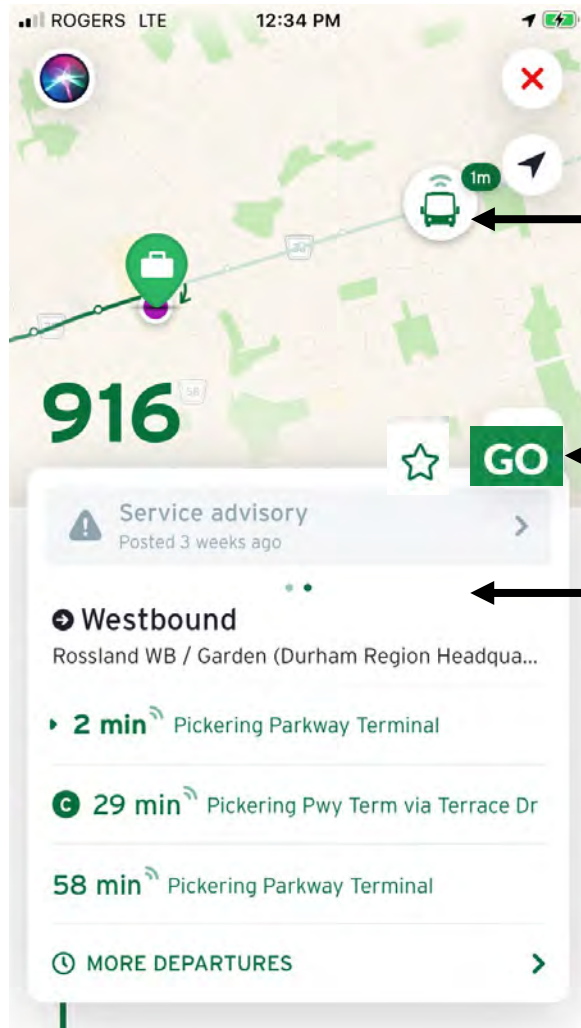 ROGERS LTE 12:34 PM
1m
58
916
GO
Service advisory
Posted 3 weeks ago
Westbound
Rossland WB / Garden (Durham Region Headqua...
2 min Pickering Parkway Terminal
C 29 min Pickering Pwy Term via Terrace Dr
58 min Pickering Parkway Terminal
MORE DEPARTURES